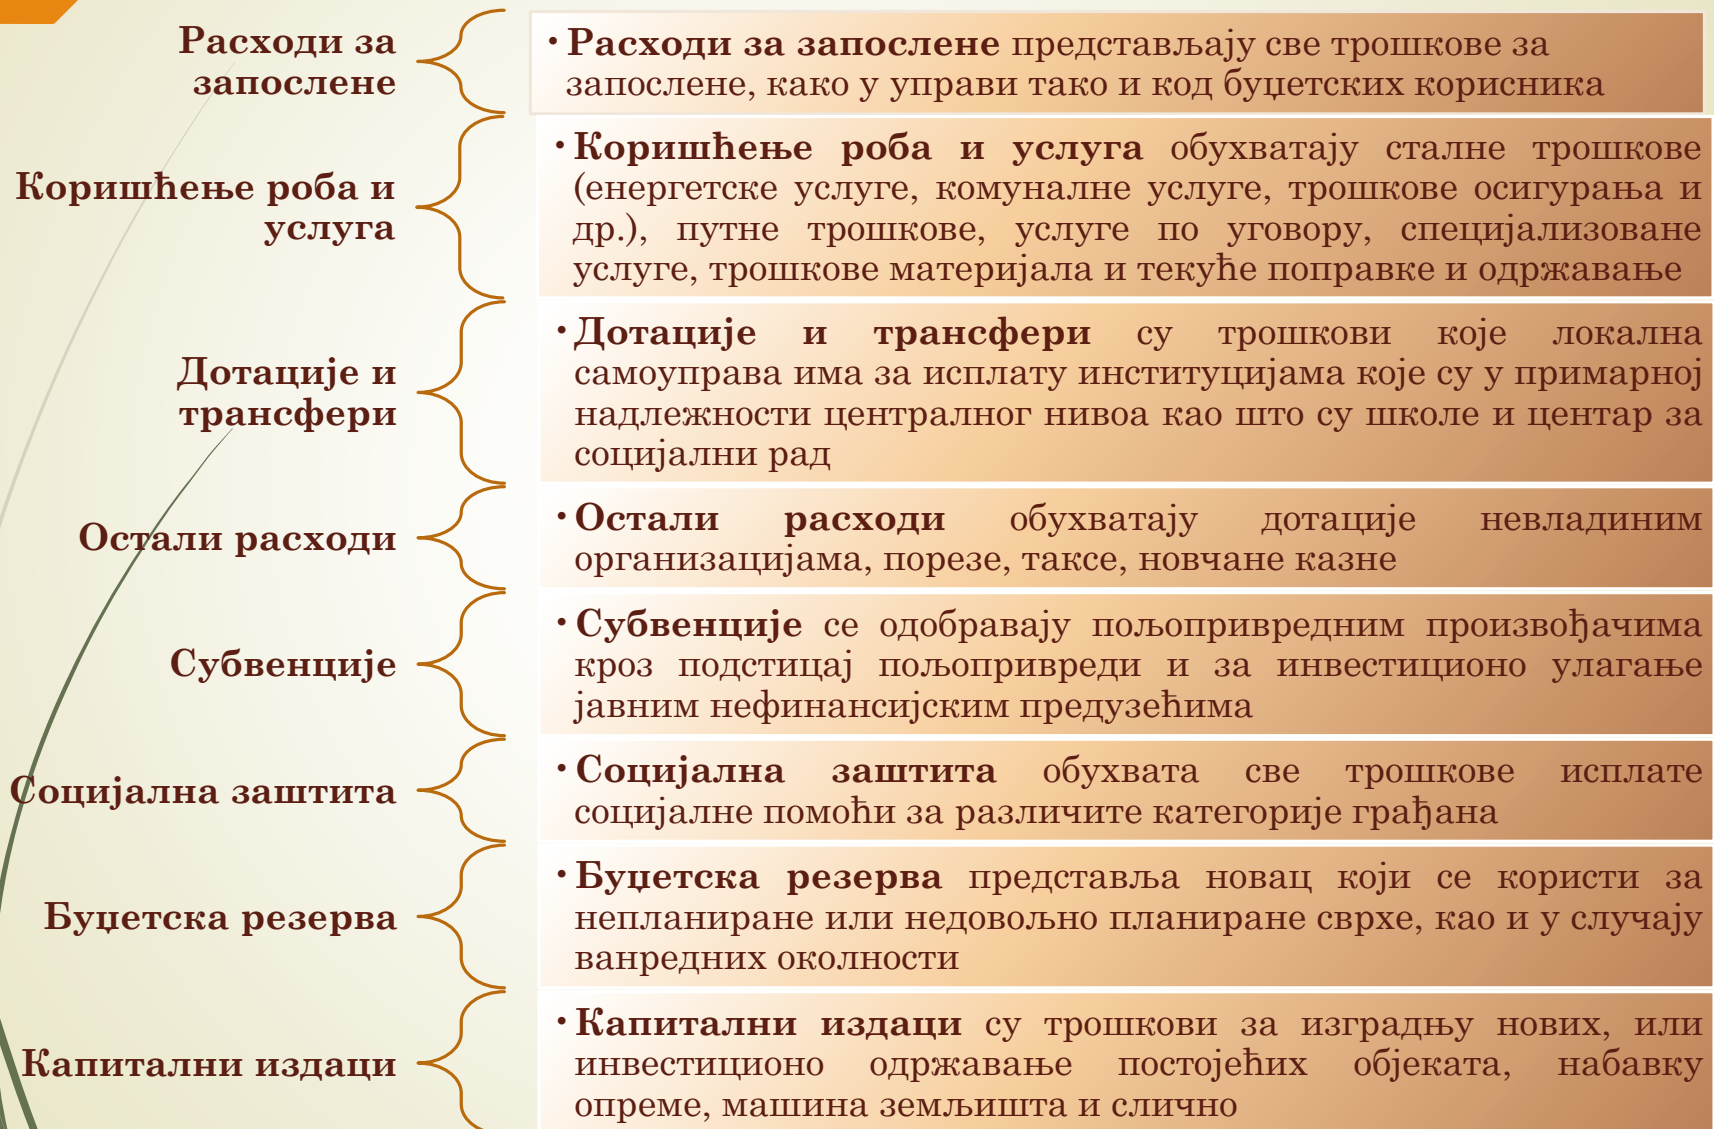 Расходи за
запослене
• Расходи за запослене представљају све трошкове за
запослене, како у управи тако и код буџетских корисника
Коришћење роба и
услуга
• Коришћење роба и услуга обухватају сталне трошкове
(енергетске услуге, комуналне услуге, трошкове осигурања и
др.), путне трошкове, услуге по уговору, специјализоване
услуге, трошкове материјала и текуће поправке и одржавање
Дотације и
трансфери
• Дотације и трансфери су трошкови које локална
самоуправа има за исплату институцијама које су у примарној
надлежности централног нивоа као што су школе и центар за
социјални рад
Остали расходи
• Остали расходи обухватају дотације невладиним
организацијама, порезе, таксе, новчане казне
Субвенције
• Субвенције се одобравају пољопривредним произвођачима
кроз подстицај пољопривреди и за инвестиционо улагање
јавним нефинансијским предузећима
Социјална заштита
• Социјална заштита обухвата све трошкове исплате
социјалне помоћи за различите категорије грађана
Буџетска резерва
• Буџетска резерва представља новац који се користи за
непланиране или недовољно планиране сврхе, као и у случају
ванредних околности
Капитални издаци
• Капитални издаци су трошкови за изградњу нових, или
инвестиционо одржавање постојећих објеката, набавку
опреме, машина земљишта и слично